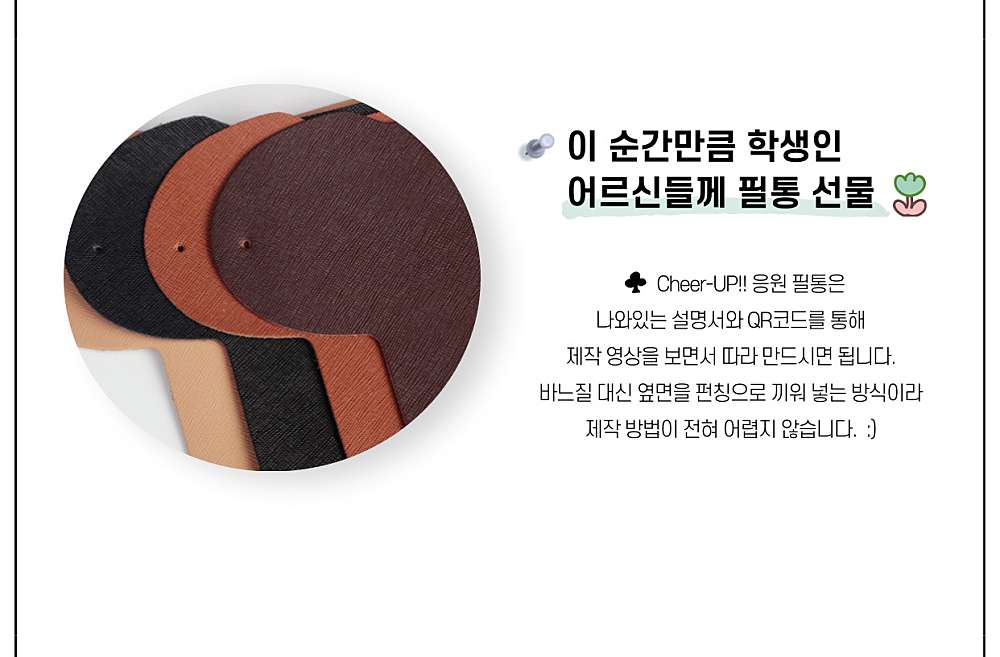 이 순간만큼 학생인
어르신들께 필통 선물
♣ Cheer-UP!! 응원 필통은
나와있는 설명서와 QR코드를 통해
제작 영상을 보면서 따라 만드시면 됩니다.
바느질 대신 옆면을 펀칭으로 끼워 넣는 방식이라
제작 방법이 전혀 어렵지 않습니다. :)